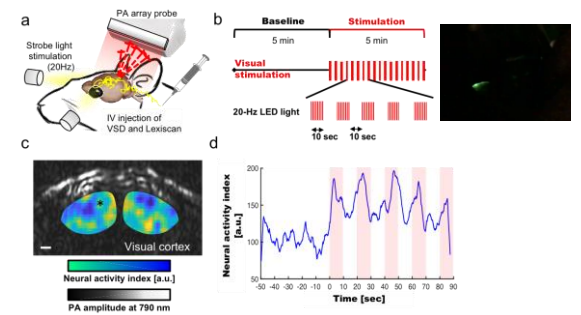 a
PA array probe
Strobe light
stimulation
(20Hz)
IV injection of
VSD and Lexiscan
b
Baseline
Stimulation
5 min
5 min
Visual
stimulation
20-Hz LED light
10 sec
10 sec
c
*
Visual cortex
Neural activity index [a.u.]
PA amplitude at 790 nm
d
Neural activity index
[a.u.]
200
150
100
50
-50 -40 -30 -20 -10 0 10 20 30 40 50 60 70 80 90
Time [sec]